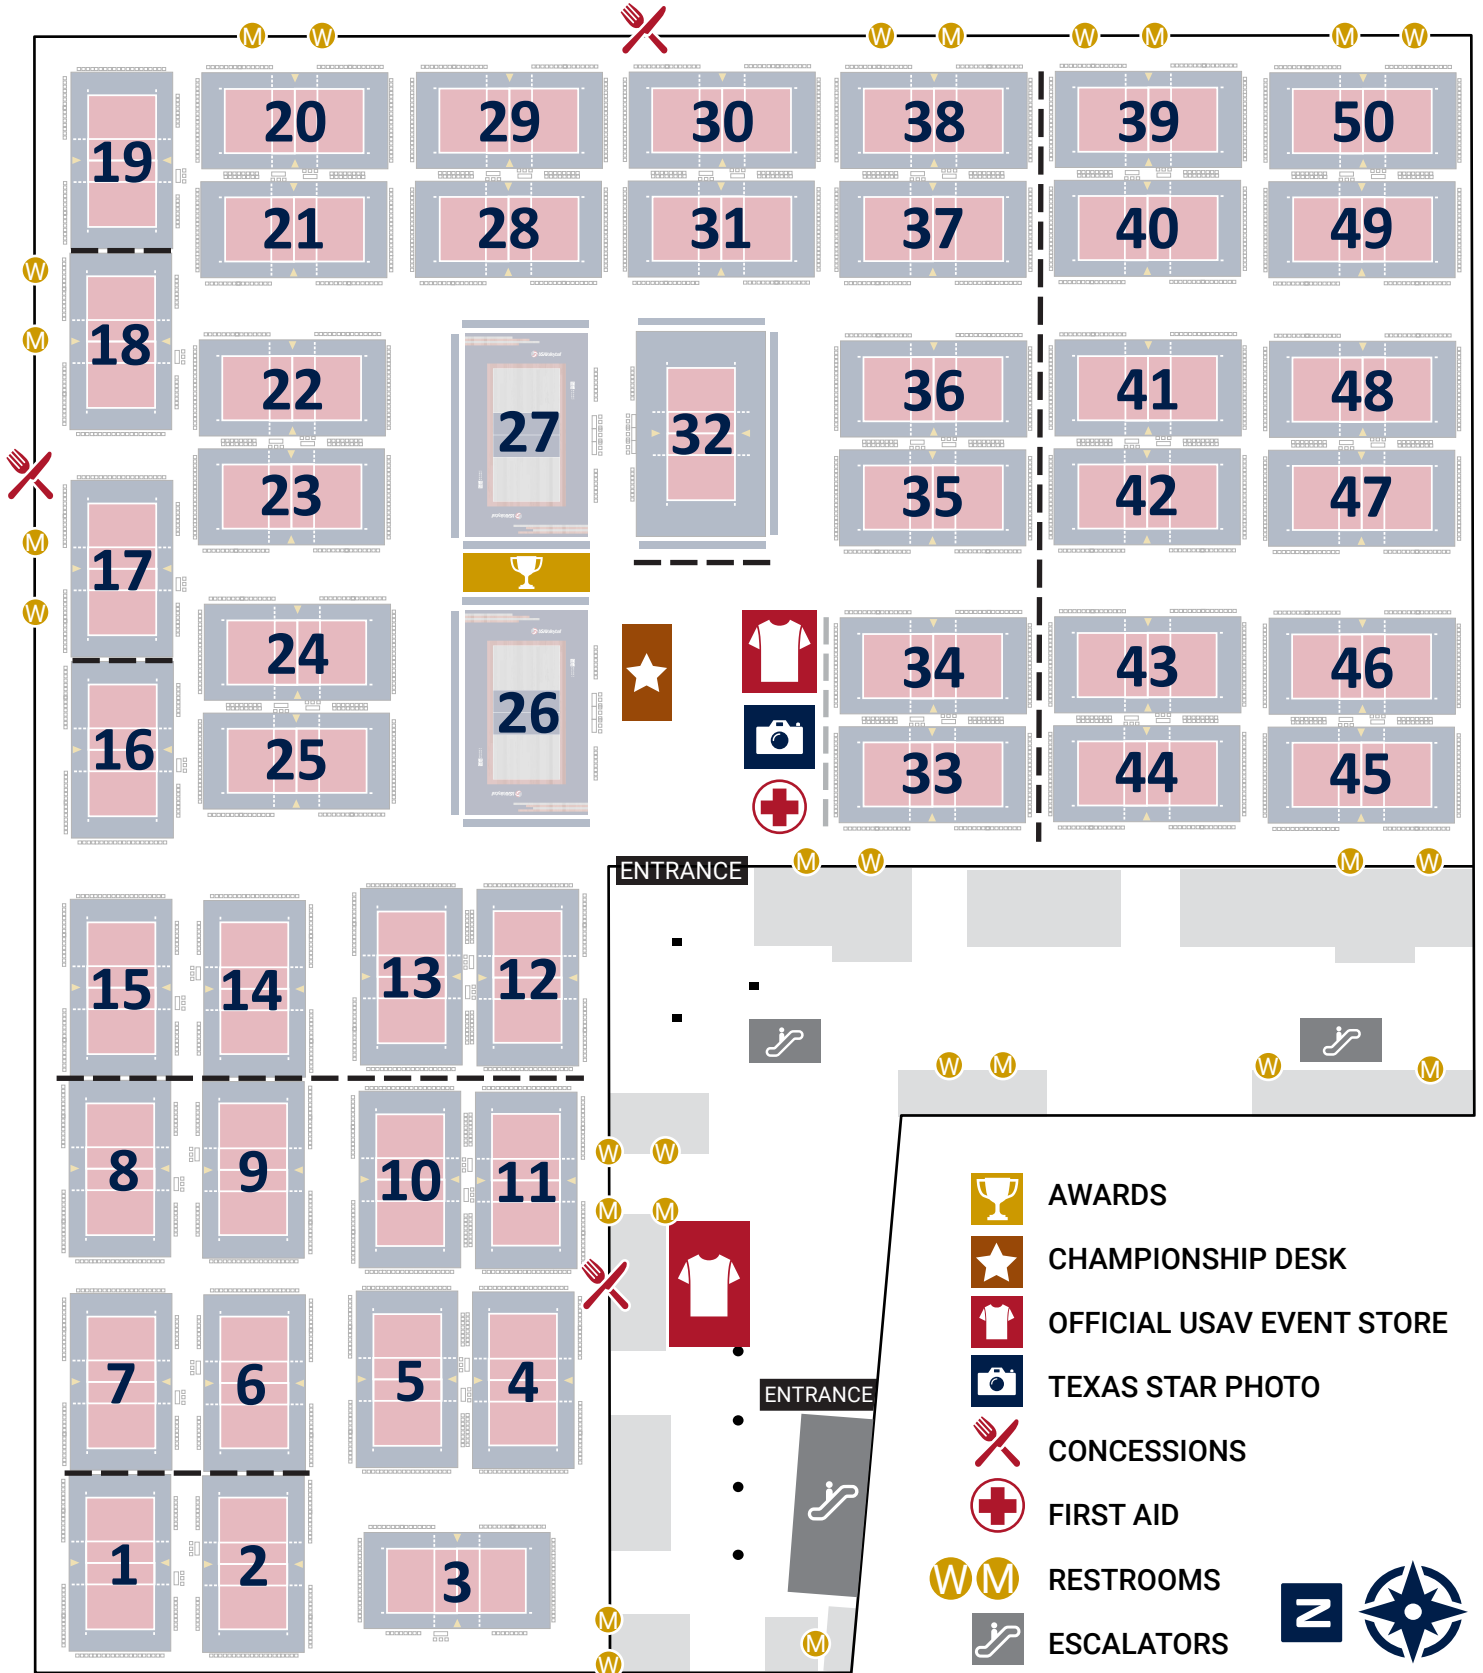 M W W M W M M W
20 29 30 38 39 50
19
21 28 31 37 40 49
W
M
18
22 27 32 36 41 48
23 35 42 47
M
W
17
24 34 43 46
16
25 26 33 44 45
ENTRANCE M W M W
15 14 13 12
W M W M
8 9 10 11
W W
M M
7 6 5 4
ENTRANCE
1 2 3
M
W
M
AWARDS
CHAMPIONSHIP DESK
OFFICIAL USAV EVENT STORE
TEXAS STAR PHOTO
CONCESSIONS
FIRST AID
W M RESTROOMS
ESCALATORS
N